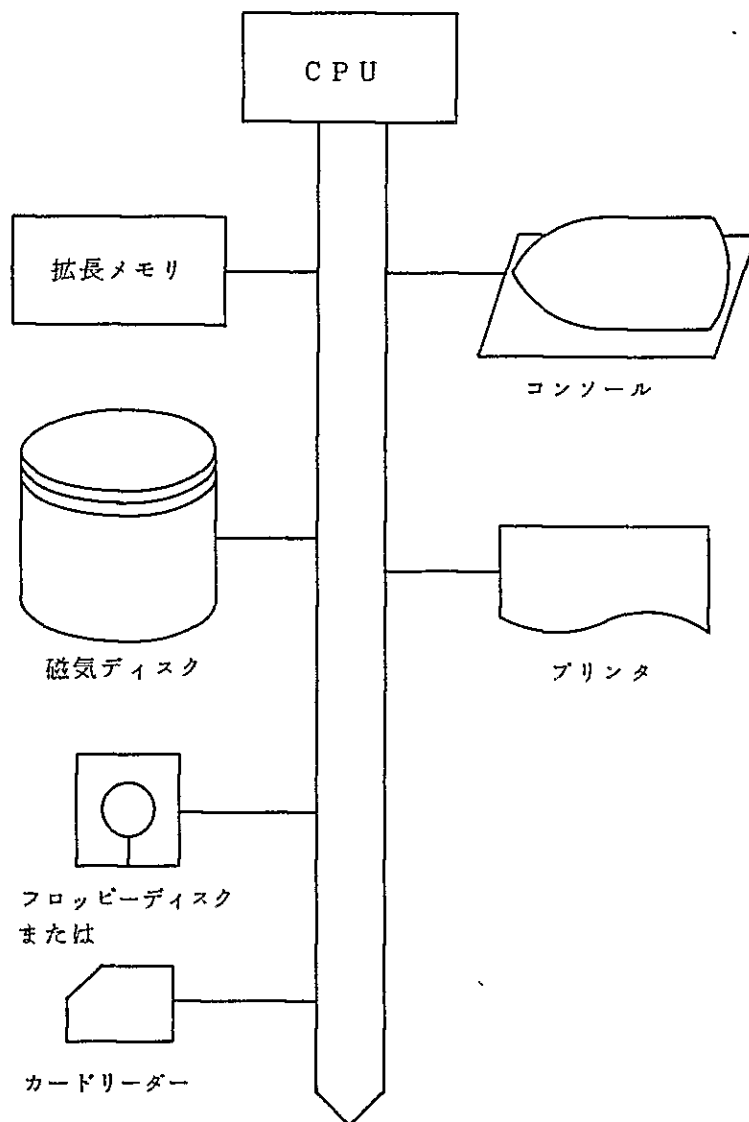 CPU
拡長メモリ
コンソール
磁気ディスク
プリンタ
フロッピーディスク
または
カードリーダー